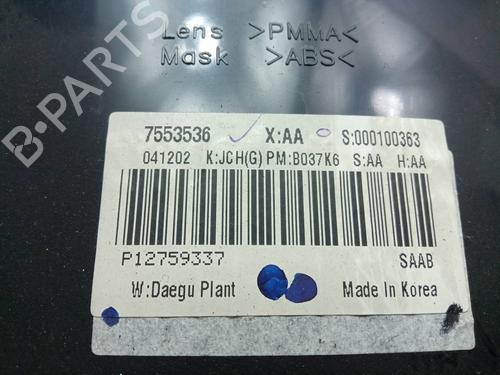 Lens >PMMA<
Mask >ABS<
7553536 X:AA S:000100363
041202 K:JCH(G) PM:B037K6 S:AA H:AA
P12759337 SAAB
W:Daegu Plant Made In Korea
B-PARTS